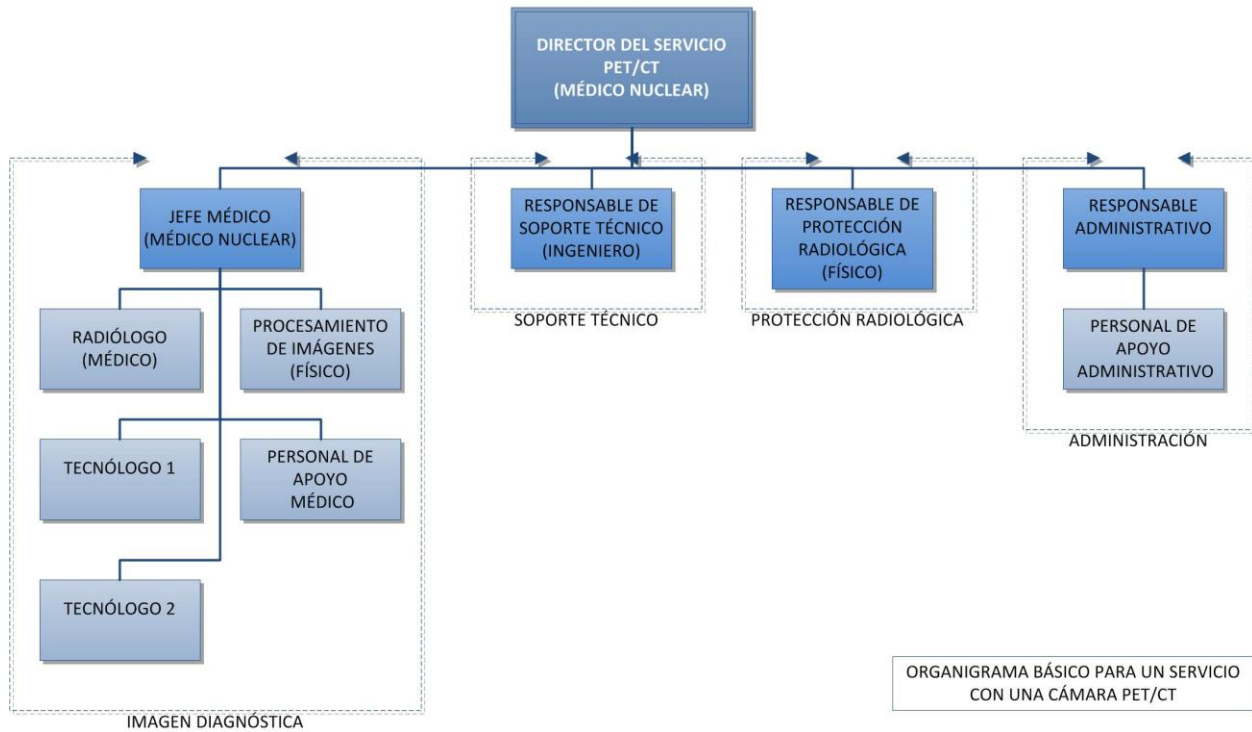 DIRECTOR DEL SERVICIO
PET/CT
(MÉDICO NUCLEAR)
JEFE MÉDICO
(MÉDICO NUCLEAR)
RESPONSABLE DE
SOPORTE TÉCNICO
(INGENIERO)
RESPONSABLE DE
PROTECCIÓN
RADIOLÓGICA
(FÍSICO)
RESPONSABLE
ADMINISTRATIVO
RADIÓLOGO
(MÉDICO)
PROCESAMIENTO
DE IMÁGENES
(FÍSICO)
SOPORTE TÉCNICO
PROTECCIÓN RADIOLÓGICA
PERSONAL DE
APOYO
ADMINISTRATIVO
TECNÓLOGO 1
PERSONAL DE
APOYO
MÉDICO
ADMINISTRACIÓN
TECNÓLOGO 2
ORGANIGRAMA BÁSICO PARA UN SERVICIO
CON UNA CÁMARA PET/CT
IMAGEN DIAGNÓSTICA